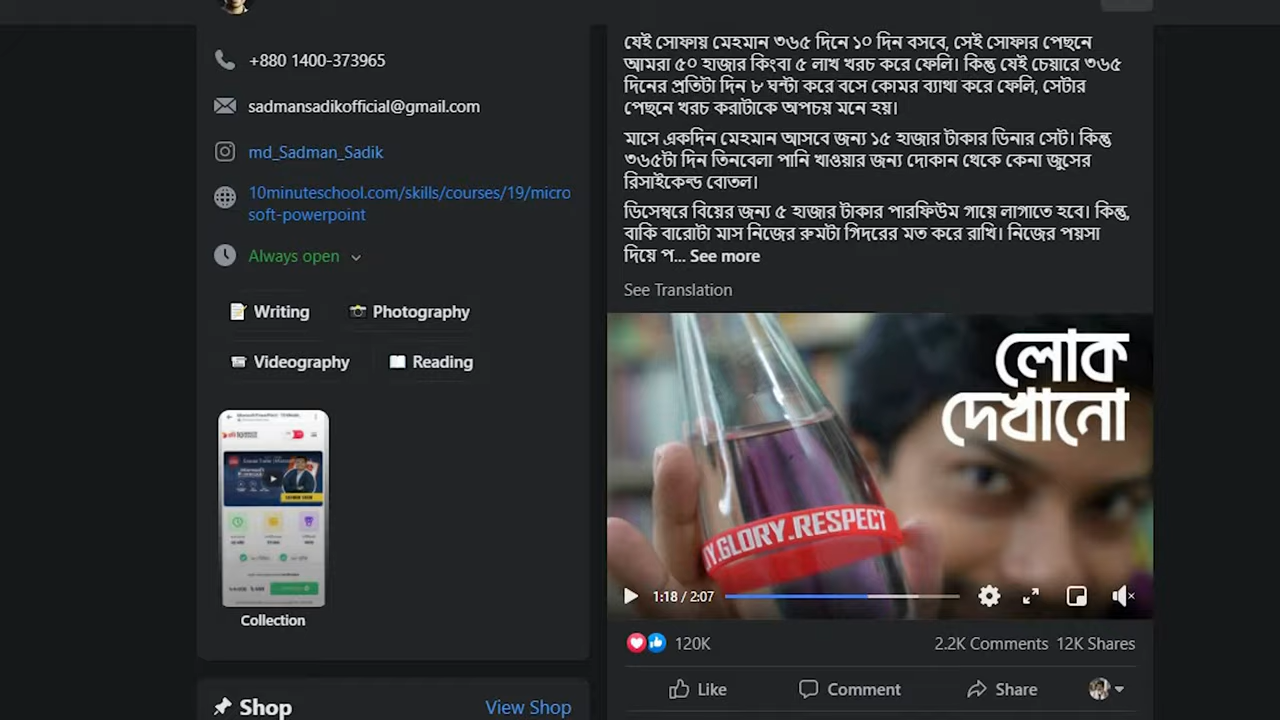 +880 1400-373965
sadmansadikofficial@gmail.com
md_Sadman_Sadik
10minuteschool.com/skills/courses/19/micro
soft-powerpoint
Always open
Writing
Photography
Videography
Reading
Collection
Shop
View Shop
যেই সোফায় মেহমান ৩৬৫ দিনে ১০ দিন বসবে, সেই সোফার পেছনে
আমরা ৫০ হাজার কিংবা ৫ লাখ খরচ করে ফেলি। কিন্তু যেই চেয়ারে ৩৬৫
দিনের প্রতিটা দিন ৮ ঘন্টা করে বসে কোমর ব্যাথা করে ফেলি, সেটার
পেছনে খরচ করাটাকে অপচয় মনে হয়।
মাসে একদিন মেহমান আসবে জন্য ১৫ হাজার টাকার ডিনার সেট। কিন্তু
৩৬৫টা দিন তিনবেলা পানি খাওয়ার জন্য দোকান থেকে কেনা জুসের
রিসাইকেল্ড বোতল।
ডিসেম্বরে বিয়ের জন্য ৫ হাজার টাকার পারফিউম গায়ে লাগাতে হবে। কিন্তু,
বাকি বারোটা মাস নিজের রুমটা গিদরের মত করে রাখি। নিজের পয়সা
দিয়ে প... See more
See Translation
লোক
দেখানো
Y.GLORY.RESPECT
1:18 / 2:07
120K
2.2K Comments 12K Shares
Like
Comment
Share